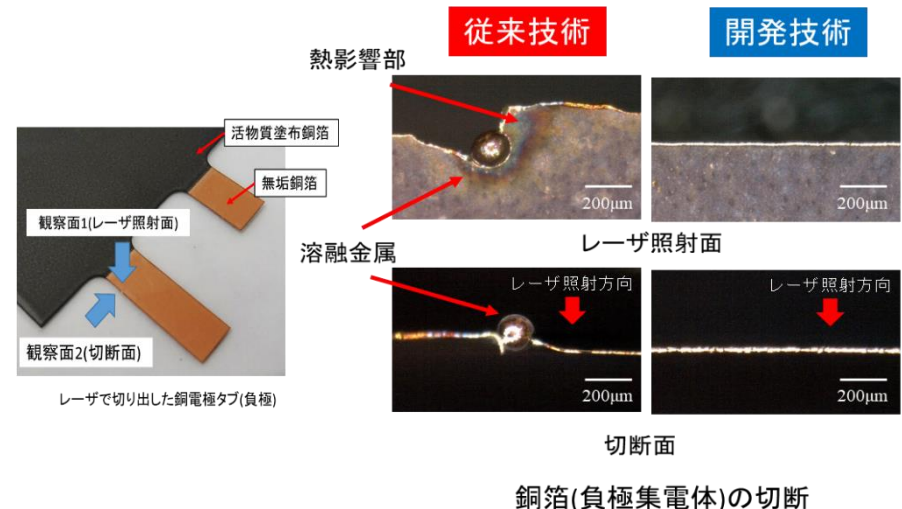 従来技術
開発技術
熱影響部
活物質塗布銅箔
無垢銅箔
観察面1(レーザ照射面)
観察面2(切断面)
レーザで切り出した銅電極タブ(負極)
200μm
200μm
レーザ照射面
溶融金属
レーザ照射方向
レーザ照射方向
200μm
200μm
切断面
銅箔(負極集電体)の切断